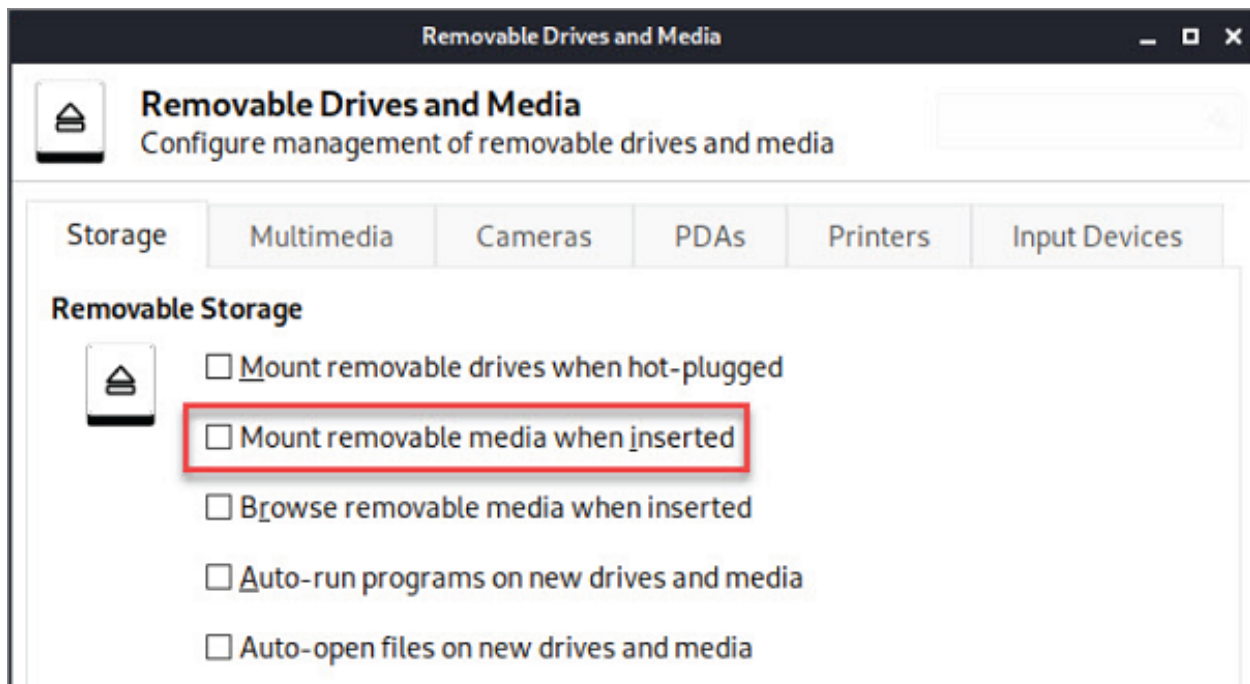 Removable Drives and Media
Removable Drives and Media
Configure management of removable drives and media
Storage Multimedia Cameras PDAs Printers Input Devices
Removable Storage
Mount removable drives when hot-plugged
Mount removable media when inserted
Browse removable media when inserted
Auto-run programs on new drives and media
Auto-open files on new drives and media